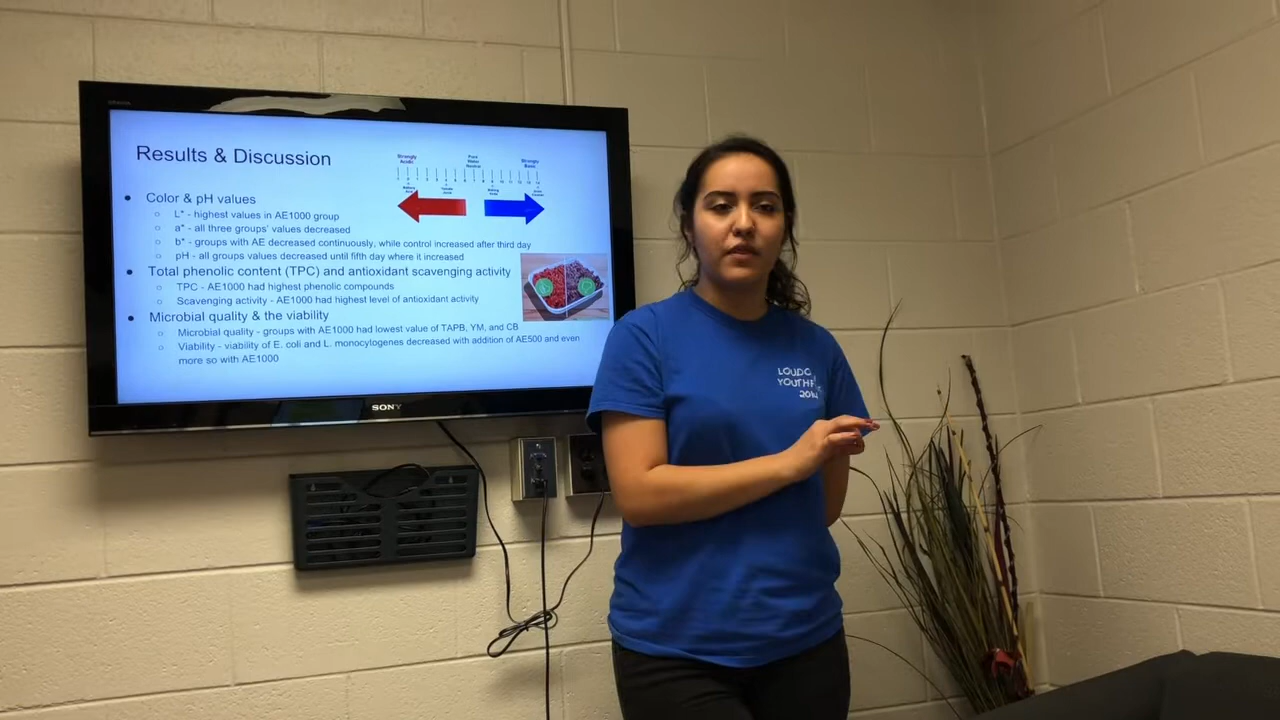 Results & Discussion
Strongly Acidic
Pure Water Neutral
Strongly Basic
• Color & pH values
○ L* - highest values in AE1000 group
○ a* - all three groups' values decreased
○ b* - groups with AE decreased continuously, while control increased after third day
○ pH - all groups values decreased until fifth day where it increased
• Total phenolic content (TPC) and antioxidant scavenging activity
○ TPC - AE1000 had highest phenolic compounds
○ Scavenging activity - AE1000 had highest level of antioxidant activity
• Microbial quality & the viability
○ Microbial quality - groups with AE1000 had lowest value of TAPB, YM, and CB
○ Viability - viability of E. coli and L. monocytogenes decreased with addition of AE500 and even
more so with AE1000
SONY
LOUDO
YOUTHF